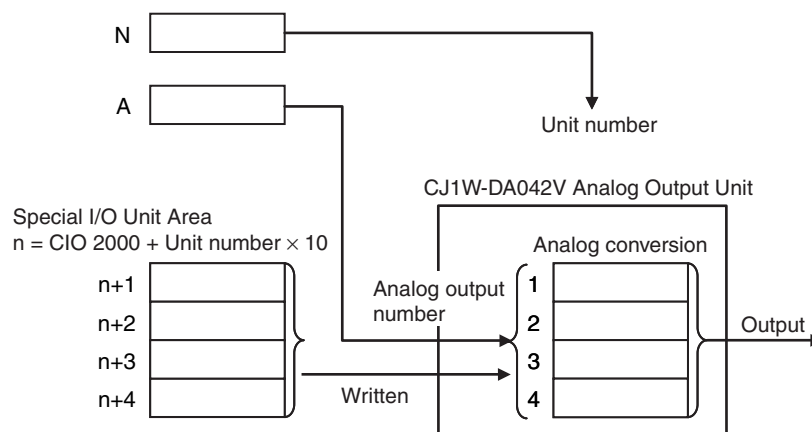 N
A
Unit number
CJ1W-DA042V Analog Output Unit
Special I/O Unit Area
n = CIO 2000 + Unit number × 10
Analog conversion
n+1
n+2
n+3
n+4
Analog output
number
Written
1
2
3
4
Output